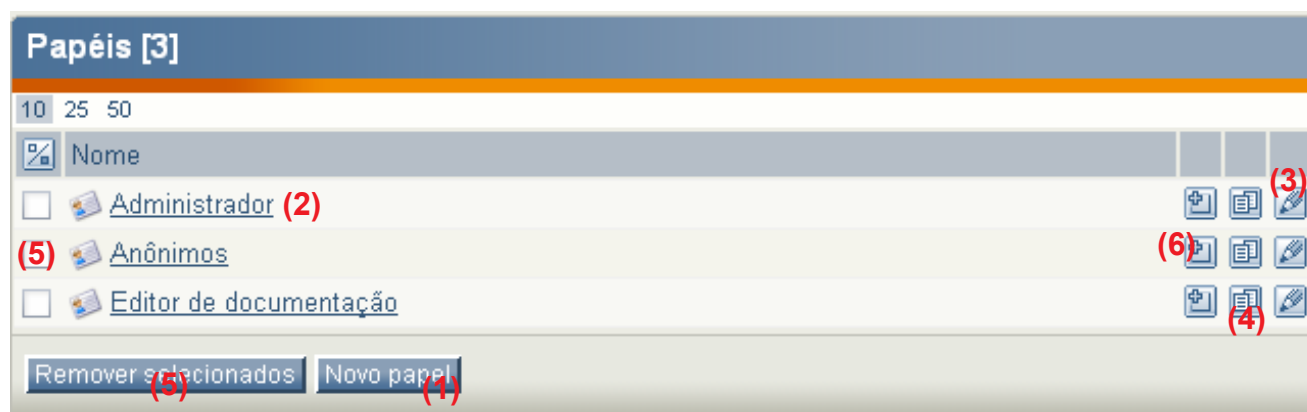 Papéis [3]
10 25 50
Nome
(3)
Administrador (2)
(5) Anônimos (6)
Editor de documentação
(4)
Remover selecionados Novo papel
(5) (1)